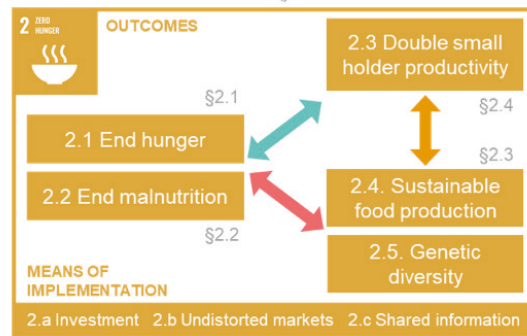 2 ZERO
HUNGER
OUTCOMES
2.3 Double small
holder productivity
§2.1
§2.4
2.1 End hunger
§2.3
2.2 End malnutrition
2.4. Sustainable
food production
§2.2
2.5. Genetic
diversity
MEANS OF
IMPLEMENTATION
2.a Investment 2.b Undistorted markets 2.c Shared information